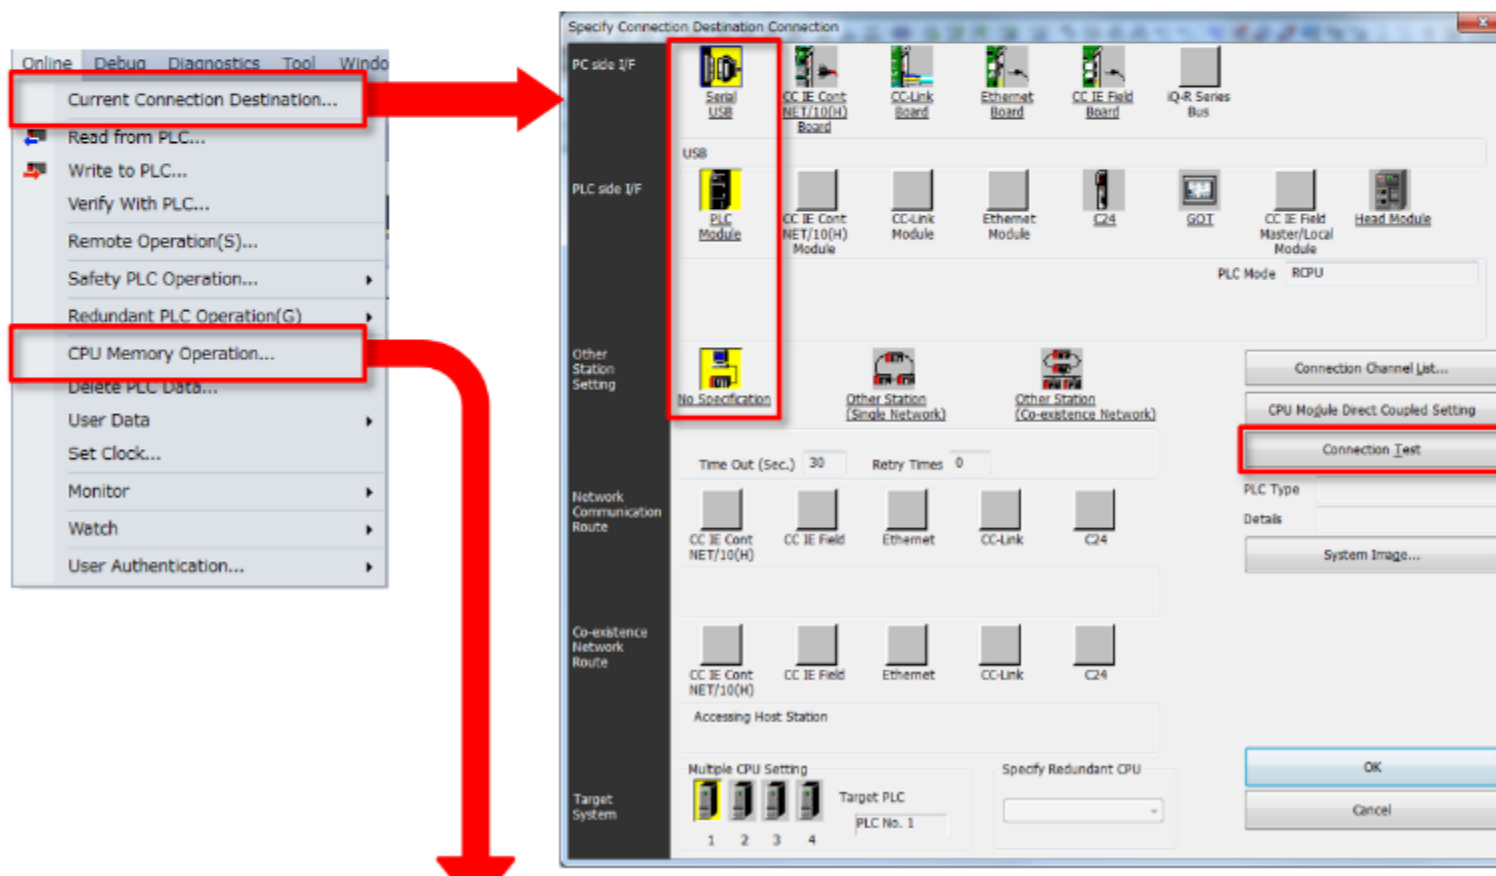 Online Debug Diagnostics Tool Windo
Current Connection Destination...
Read from PLC...
Write to PLC...
Verify With PLC...
Remote Operation(S)...
Safety PLC Operation...
Redundant PLC Operation(G)
CPU Memory Operation...
Delete PLC Data...
User Data
Set Clock...
Monitor
Watch
User Authentication...
Specify Connection Destination Connection
PC side I/F
Serial
USB
CC IE Cont
NET/10(H)
Board
CC-Link
Board
Ethernet
Board
CC IE Field
Board
iQ-R Series
Bus
USB
PLC side I/F
PLC
Module
CC IE Cont
NET/10(H)
Module
CC-Link
Module
Ethernet
Module
C24
GOT
CC IE Field
Master/Local
Module
Head Module
PLC Mode RCPU
Other
Station
Setting
No Specification
Other Station
(Single Network)
Other Station
(Co-existence Network)
Connection Channel List...
CPU Module Direct Coupled Setting
Connection Test
Time Out (Sec.) 30 Retry Times 0
PLC Type
Details
System Image...
Network
Communication
Route
CC IE Cont
NET/10(H)
CC IE Field
Ethernet
CC-Link
C24
Co-existence
Network
Route
CC IE Cont
NET/10(H)
CC IE Field
Ethernet
CC-Link
C24
Accessing Host Station
Target
System
Multiple CPU Setting
1 2 3 4
Target PLC
PLC No. 1
Specify Redundant CPU
OK
Cancel